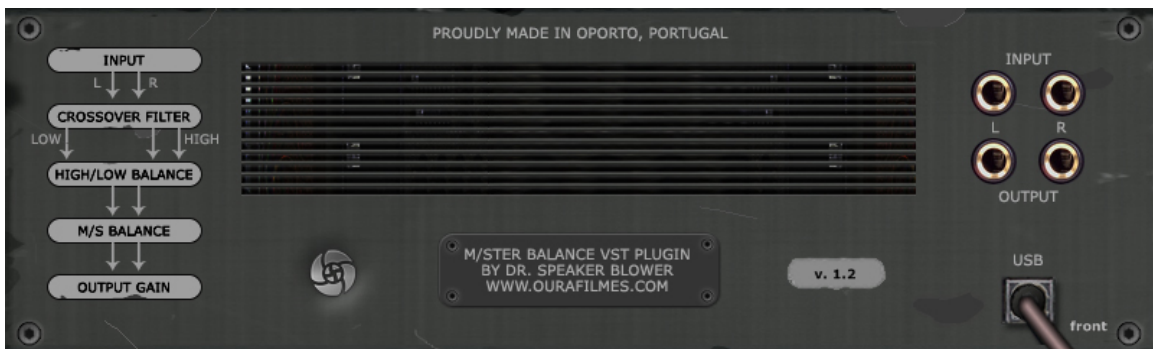 PROUDLY MADE IN OPORTO, PORTUGAL
INPUT
L R
CROSSOVER FILTER
LOW HIGH
HIGH/LOW BALANCE
M/S BALANCE
OUTPUT GAIN
M/STER BALANCE VST PLUGIN
BY DR. SPEAKER BLOWER
WWW.OURAFILMES.COM
v. 1.2
INPUT
L R
OUTPUT
USB
front